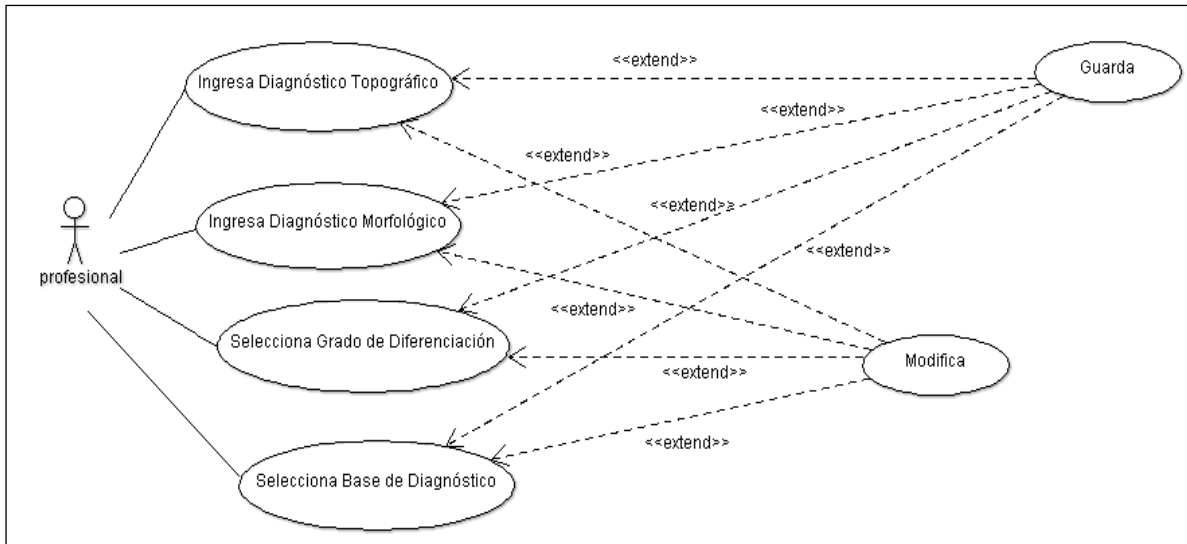 Ingresa Diagnóstico Topográfico
<<extend>>
Guarda
<<extend>>
Ingresa Diagnóstico Morfológico
<<extend>>
<<extend>>
profesional
<<extend>>
Selecciona Grado de Diferenciación
<<extend>>
Modifica
<<extend>>
Selecciona Base de Diagnóstico